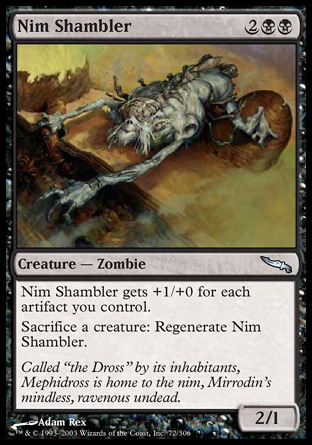 Nim Shambler 2
Creature — Zombie
Nim Shambler gets +1/+0 for each
artifact you control.
Sacrifice a creature: Regenerate Nim
Shambler.
Called “the Dross” by its inhabitants,
Mephidross is home to the nim, Mirrodin’s
mindless, ravenous undead.
Adam Rex
™ & © 1993–2003 Wizards of the Coast, Inc. 72/306
2/1